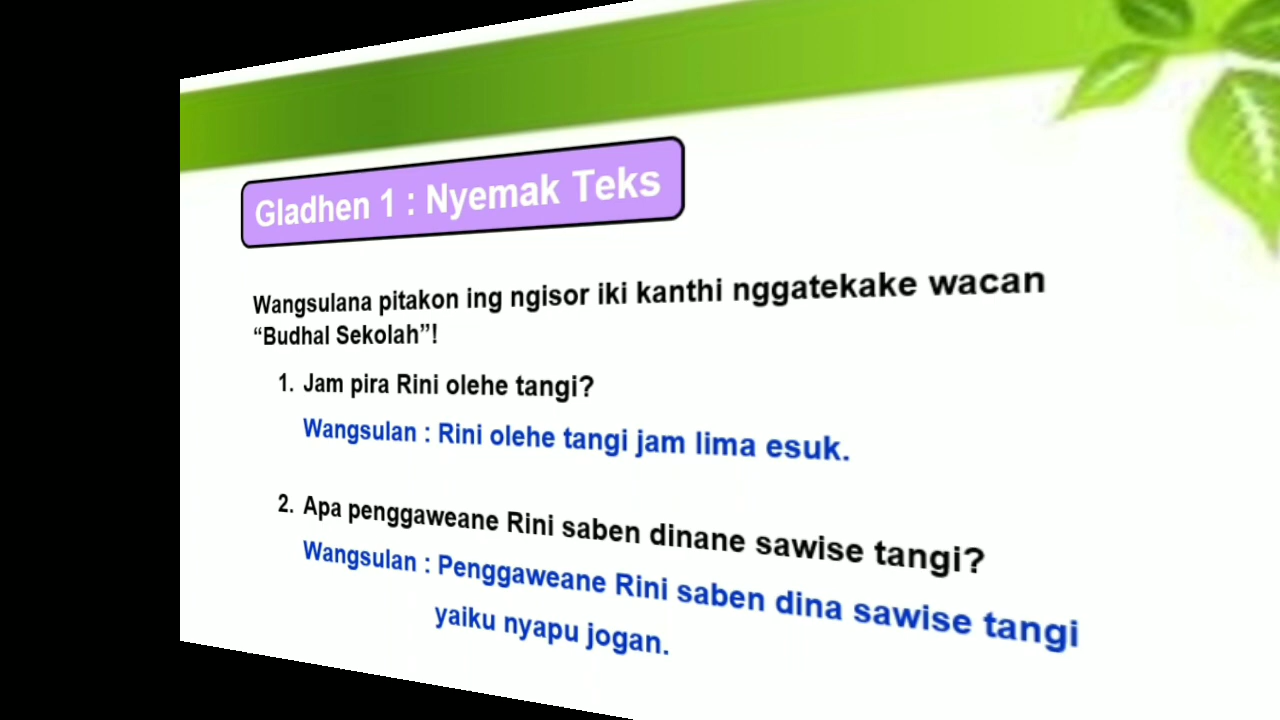 Gladhen 1 : Nyemak Teks
Wangsulana pitakon ing ngisor iki kanthi nggatekake wacan
“Budhal Sekolah”!
1. Jam pira Rini olehe tangi?
Wangsulan : Rini olehe tangi jam lima esuk.
2. Apa penggaweane Rini saben dinane sawise tangi?
Wangsulan : Penggaweane Rini saben dina sawise tangi
yaiku nyapu jogan.